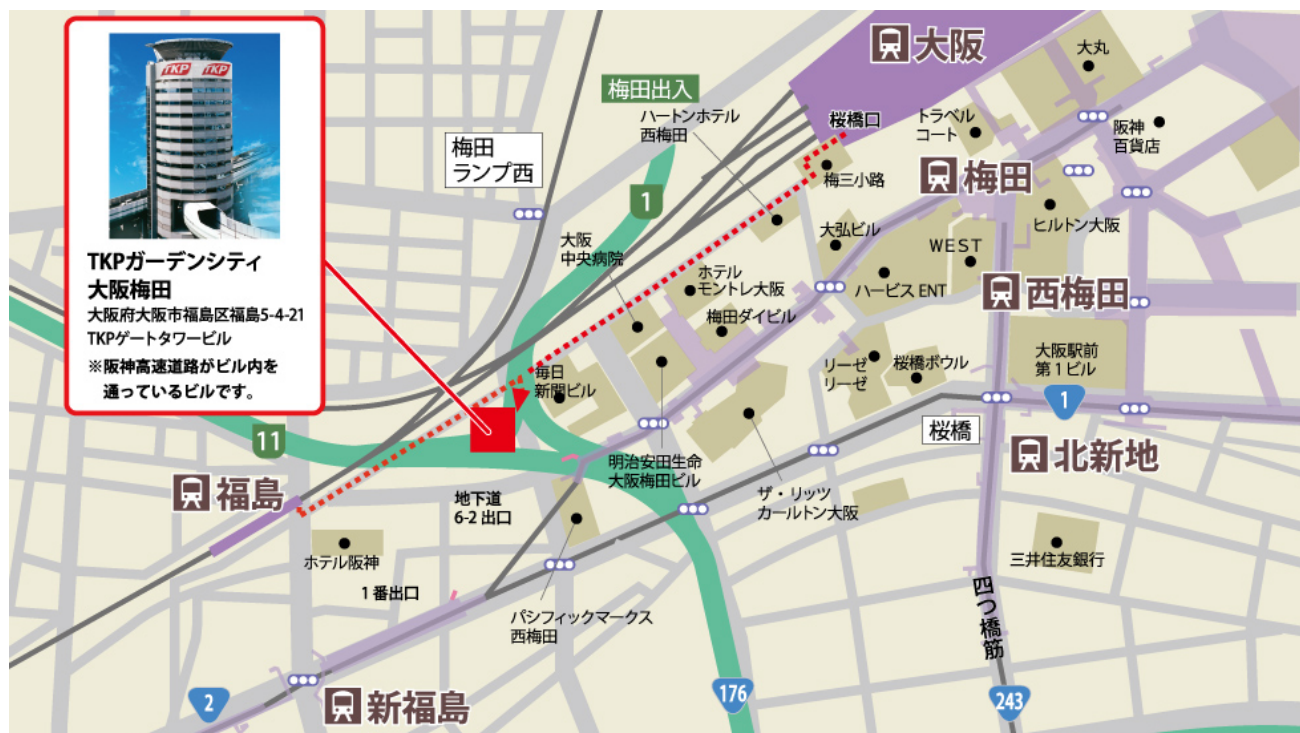 TKP TKP
TKPガーデンシティ
大阪梅田
大阪府大阪市福島区福島5-4-21
TKPゲートタワービル
※阪神高速道路がビル内を
通っているビルです。
大阪
大丸
梅田出入
ハートンホテル
西梅田
桜橋口
トラベル
コート
阪神
百貨店
梅田
ランプ西
梅三小路
梅田
1
大弘ビル
WEST
ヒルトン大阪
大阪
中央病院
ホテル
モントレ大阪
ハービス ENT
西梅田
梅田ダイビル
毎日
新聞ビル
リーゼ
リーゼ
桜橋ボウル
大阪駅前
第1ビル
1
11
桜橋
北新地
明治安田生命
大阪梅田ビル
福島
地下道
6-2 出口
ザ・リッツ
カールトン大阪
ホテル阪神
三井住友銀行
1番出口
パシフィックマークス
西梅田
四つ橋筋
2
新福島
176
243